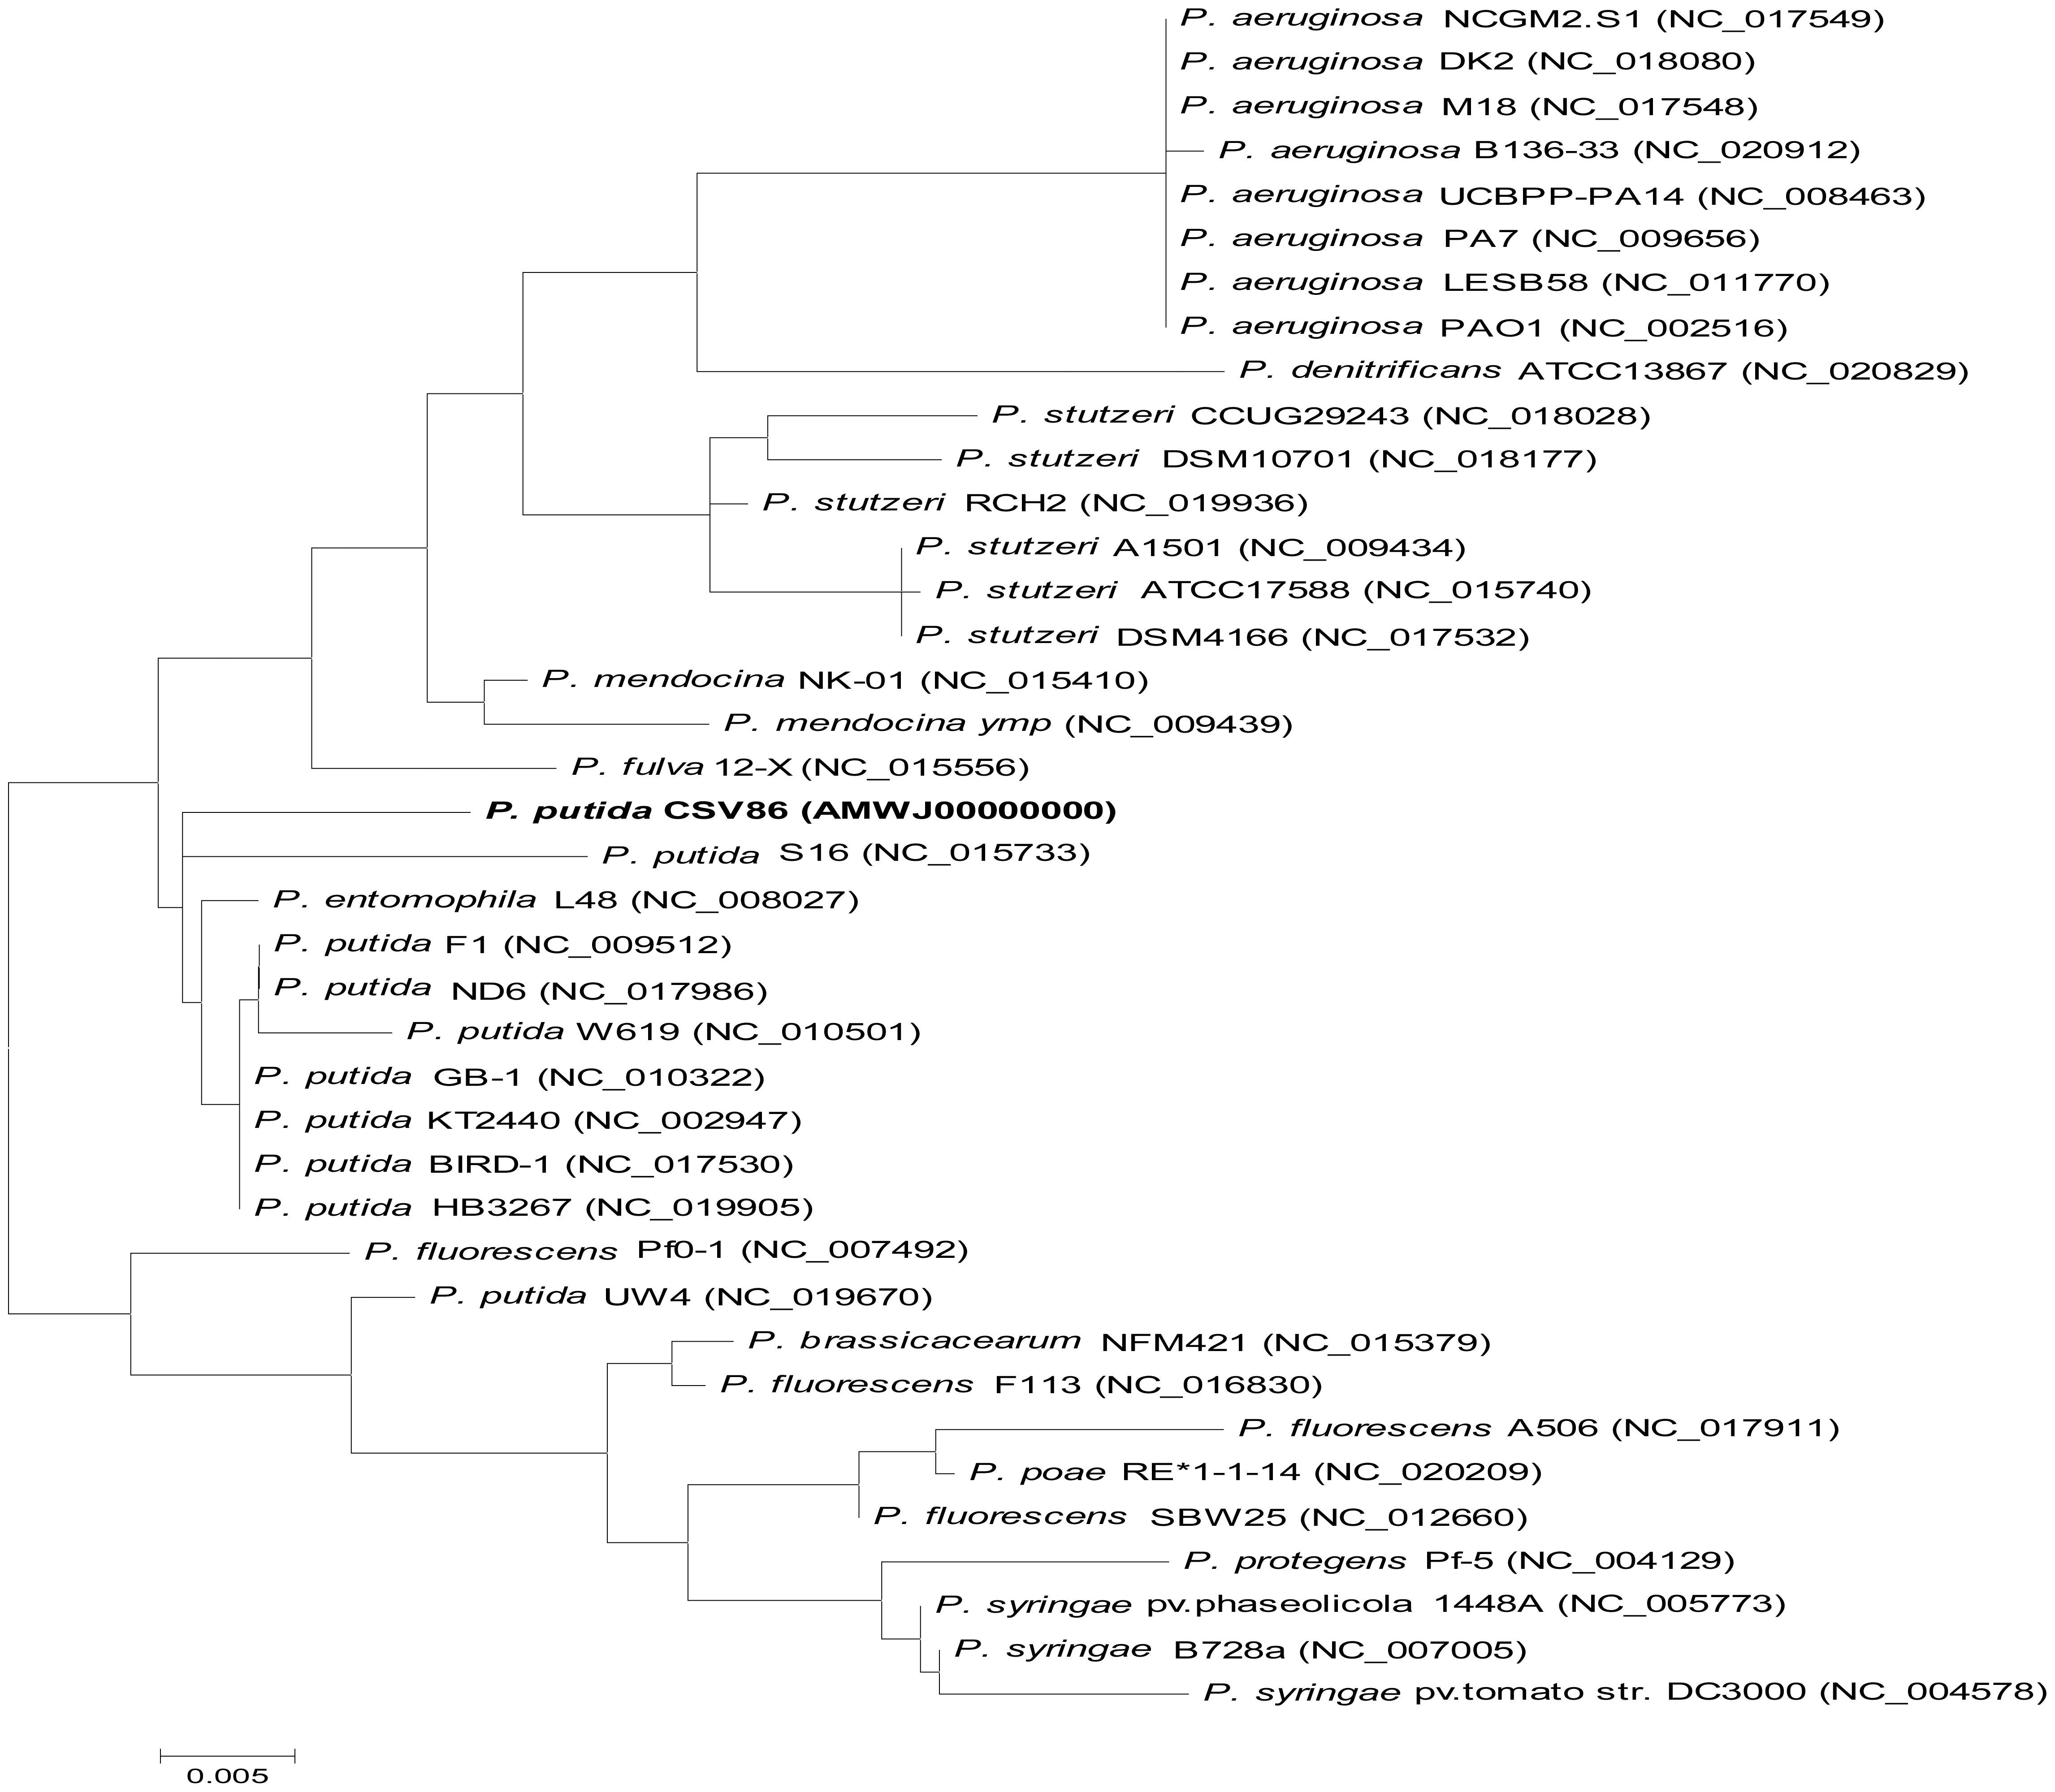 P. aeruginosa NCGM2.S1 (NC_017549)
P. aeruginosa DK2 (NC_018080)
P. aeruginosa M18 (NC_017548)
P. aeruginosa B136-33 (NC_020912)
P. aeruginosa UCBPP-PA14 (NC_008463)
P. aeruginosa PA7 (NC_009656)
P. aeruginosa LESB58 (NC_011770)
P. aeruginosa PAO1 (NC_002516)
P. denitrificans ATCC13867 (NC_020829)
P. stutzeri CCUG29243 (NC_018028)
P. stutzeri DSM10701 (NC_018177)
P. stutzeri RCH2 (NC_019936)
P. stutzeri A1501 (NC_009434)
P. stutzeri ATCC17588 (NC_015740)
P. stutzeri DSM4166 (NC_017532)
P. mendocina NK-01 (NC_015410)
P. mendocina ymp (NC_009439)
P. fulva 12-X (NC_015556)
P. putida CSV86 (AMWJ00000000)
P. putida S16 (NC_015733)
P. entomophila L48 (NC_008027)
P. putida F1 (NC_009512)
P. putida ND6 (NC_017986)
P. putida W619 (NC_010501)
P. putida GB-1 (NC_010322)
P. putida KT2440 (NC_002947)
P. putida BIRD-1 (NC_017530)
P. putida HB3267 (NC_019905)
P. fluorescens Pf0-1 (NC_007492)
P. putida UW4 (NC_019670)
P. brassicacearum NFM421 (NC_015379)
P. fluorescens F113 (NC_016830)
P. fluorescens A506 (NC_017911)
P. poae RE*1-1-14 (NC_020209)
P. fluorescens SBW25 (NC_012660)
P. protegens Pf-5 (NC_004129)
P. syringae pv.phaseolicola 1448A (NC_005773)
P. syringae B728a (NC_007005)
P. syringae pv.tomato str. DC3000 (NC_004578)
0.005